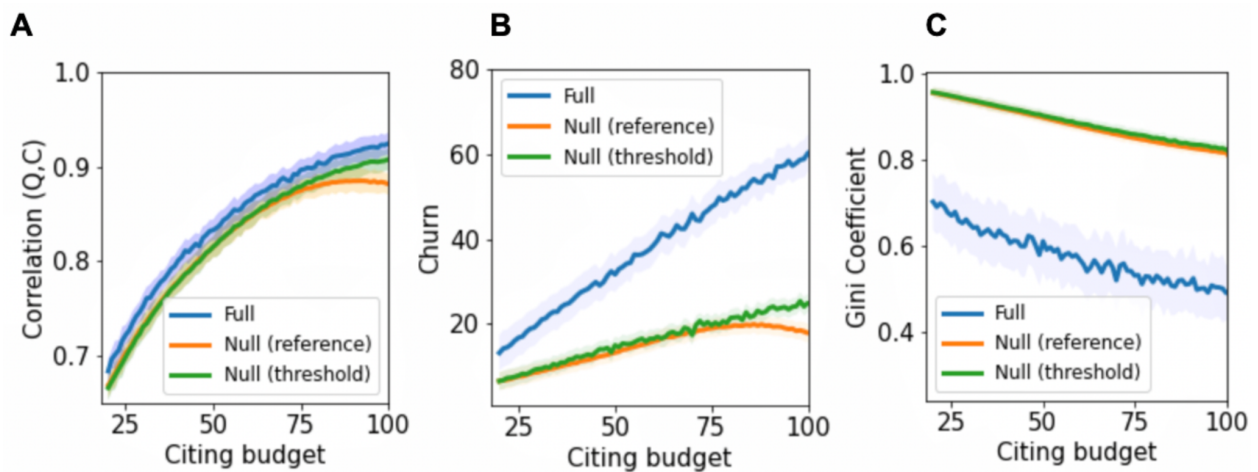 A
1.0
0.9
0.8
0.7
Correlation (Q,C)
Full
Null (reference)
Null (threshold)
25 50 75 100
Citing budget
B
80
60
40
20
Churn
Full
Null (reference)
Null (threshold)
25 50 75 100
Citing budget
C
1.0
0.8
0.6
0.4
Gini Coefficient
Full
Null (reference)
Null (threshold)
25 50 75 100
Citing budget